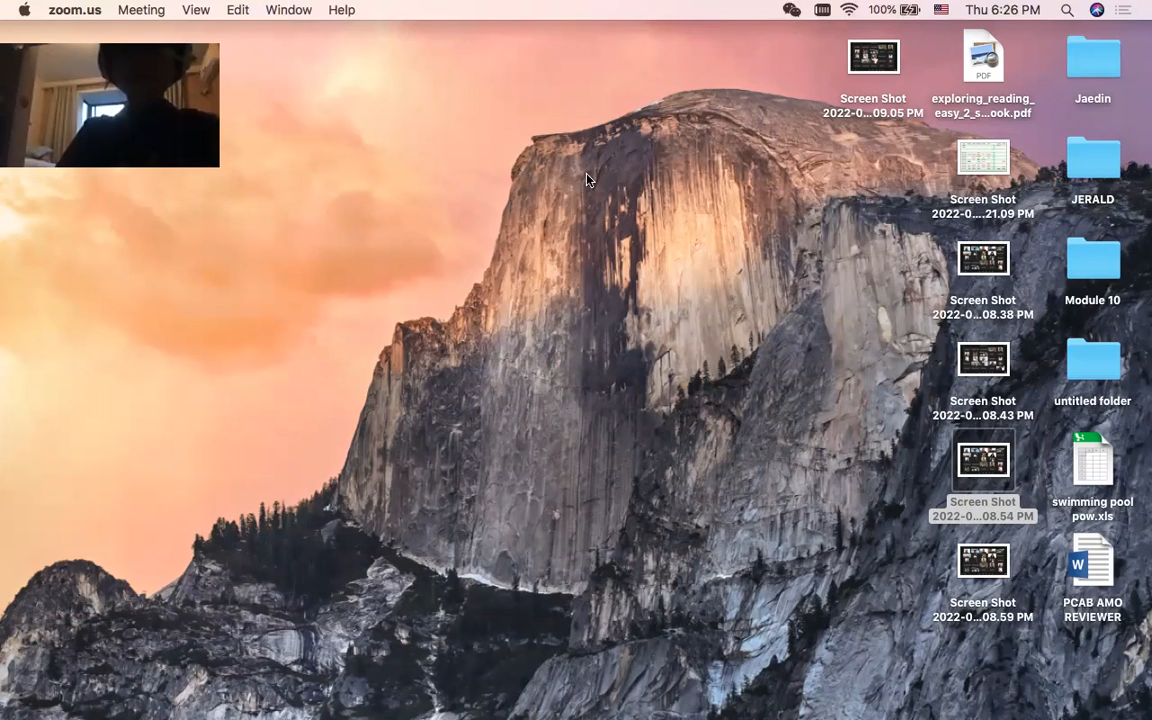 zoom.us Meeting View Edit Window Help 100% Thu 6:26 PM
Screen Shot
2022-0...09.05 PM
exploring_reading_
easy_2_s...ook.pdf
Jaedin
Screen Shot
2022-0....21.09 PM
JERALD
Screen Shot
2022-0...08.38 PM
Module 10
Screen Shot
2022-0...08.43 PM
untitled folder
Screen Shot
2022-0...08.54 PM
swimming pool
pow.xls
Screen Shot
2022-0...08.59 PM
PCAB AMO
REVIEWER
PDF
W